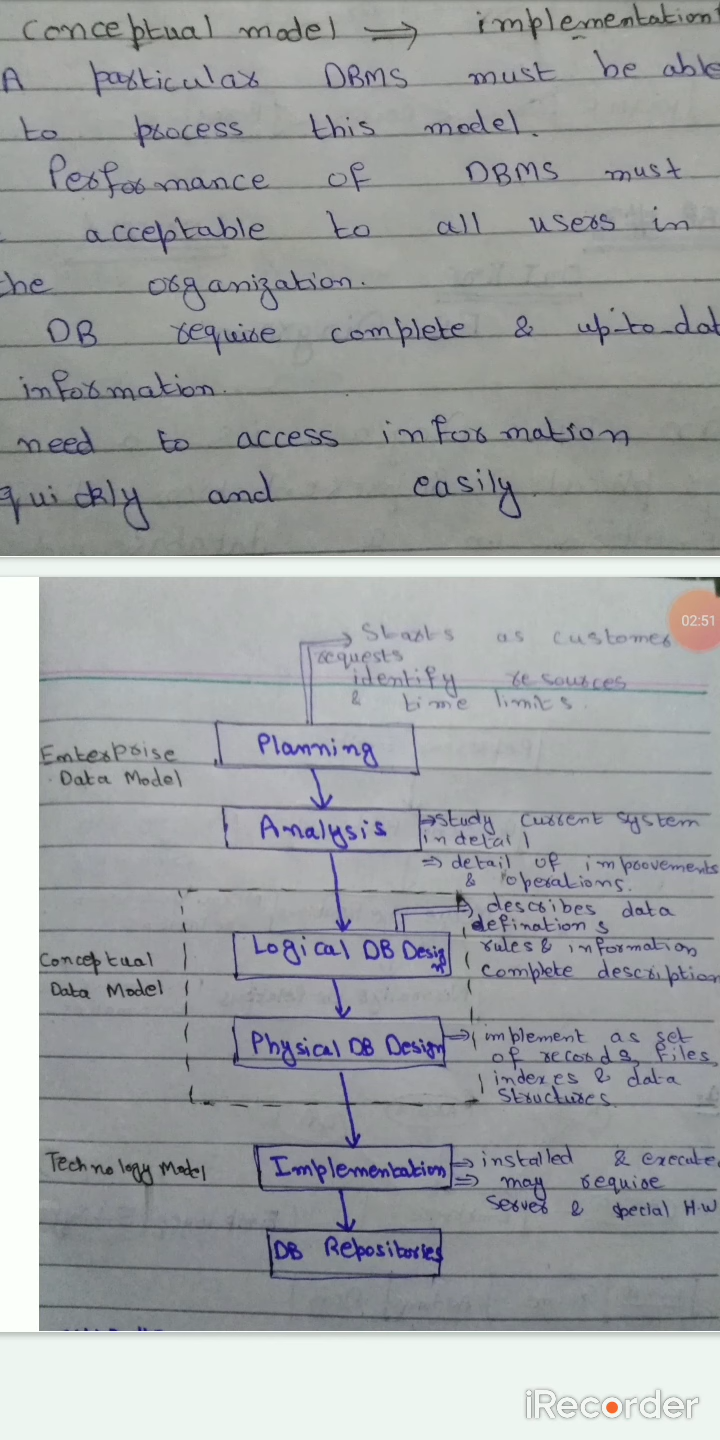 conceptual model ⇒ implementation
A particular DBMS must be able
to process this model.
Performance of DBMS must
acceptable to all users in
the organization.
DB require complete & up-to-dat
information.
need to access information
quickly and easily
02:51
Starts as customer
requests
identify resources
& time limits.
Planning
Enterprise
Data Model
Analysis
⇒study current system
in detail
⇒ detail of improvements
& operations.
describes data
definations
rules & information
complete description
Logical DB Design
Conceptual
Data Model
Physical DB Design
⇒ implement as set
of records, files,
indexes & data
structures.
Technology Model
Implementation
⇒ installed & execute
⇒ may require
server & special H.W
DB Repositories
iRecorder